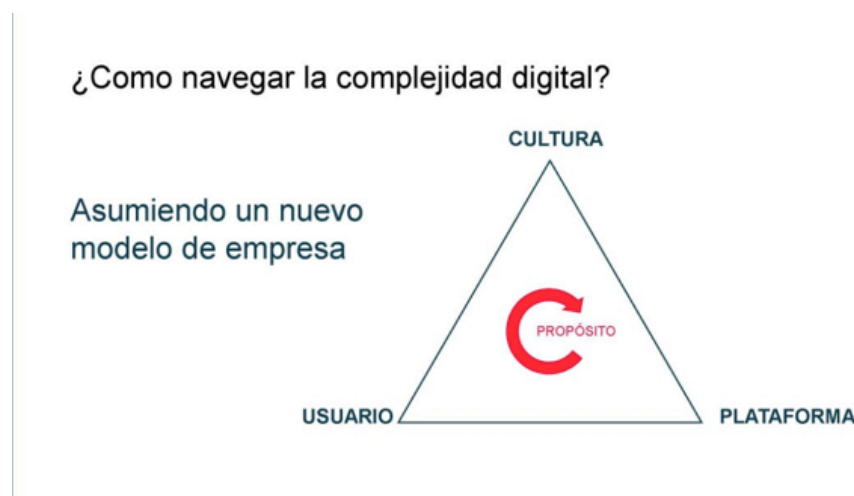 ¿Como navegar la complejidad digital?
CULTURA
Asumiendo un nuevo
modelo de empresa
PROPÓSITO
USUARIO
PLATAFORMA